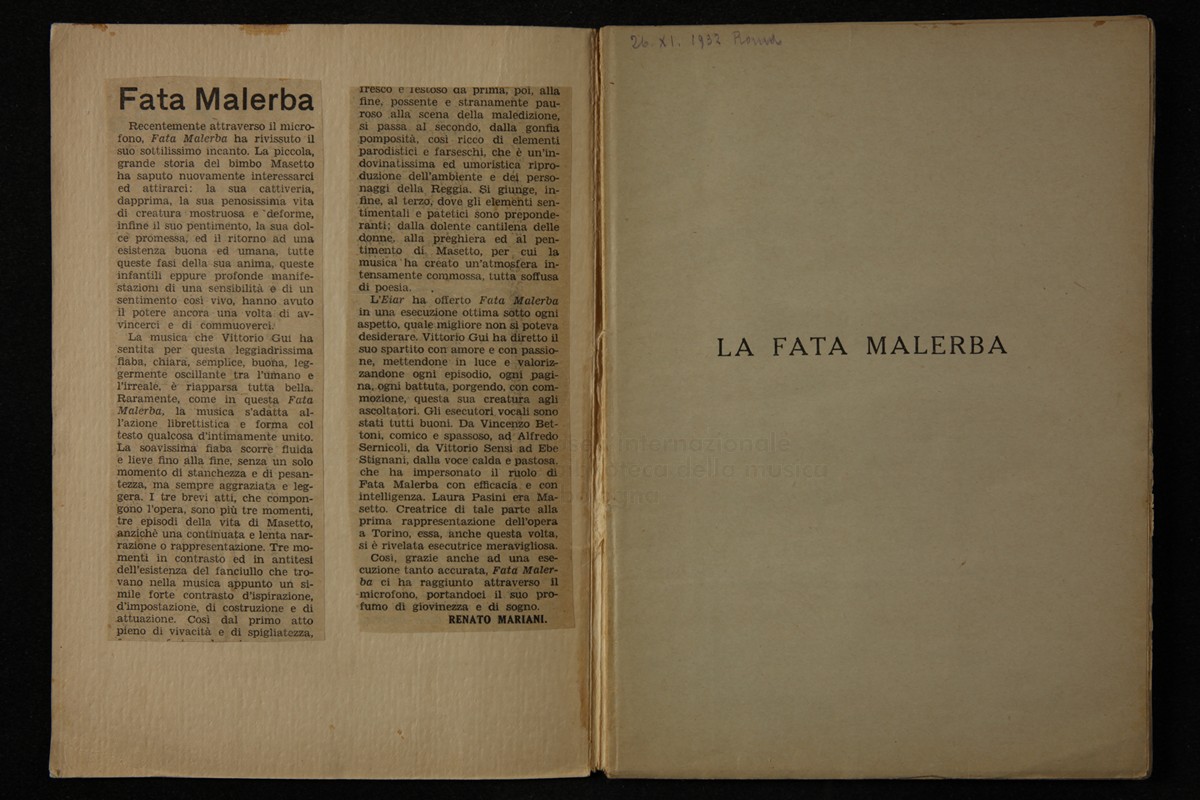 Fata Malerba
Recentemente attraverso il micro-
fono, Fata Malerba ha rivissuto il
suo sottilissimo incanto. La piccola,
grande storia del bimbo Masetto
ha saputo nuovamente interessarci
ed attirarci: la sua cattiveria,
dapprima, la sua penosissima vita
di creatura mostruosa e deforme,
infine il suo pentimento, la sua dol-
ce promessa, ed il ritorno ad una
esistenza buona ed umana, tutte
queste fasi della sua anima, queste
infantili eppure profonde manife-
stazioni di una sensibilità e di un
sentimento così vivo, hanno avuto
il potere ancora una volta di av-
vincerci e di commuoverci.
La musica che Vittorio Gui ha
sentita per questa leggiadrissima
fiaba, chiara, semplice, buona, leg-
germente oscillante tra l'umano e
l'irreale, è riapparsa tutta bella.
Raramente, come in questa Fata
Malerba, la musica s'adatta al-
l'azione librettistica e forma col
testo qualcosa d'intimamente unito.
La soavissima fiaba scorre fluida
e lieve fino alla fine, senza un solo
momento di stanchezza e di pesan-
tezza, ma sempre aggraziata e leg-
gera. I tre brevi atti, che compon-
gono l'opera, sono più tre momenti,
tre episodi della vita di Masetto,
anzichè una continuata e lenta nar-
razione o rappresentazione. Tre mo-
menti in contrasto ed in antitesi
dell'esistenza del fanciullo che tro-
vano nella musica appunto un si-
mile forte contrasto d'ispirazione,
d'impostazione, di costruzione e di
attuazione. Così dal primo atto
pieno di vivacità e di spigliatezza,
fresco e festoso da prima, poi, alla
fine, possente e stranamente pau-
roso alla scena della maledizione,
si passa al secondo, dalla gonfia
pomposità, così ricco di elementi
parodistici e farseschi, che è un'in-
dovinatissima ed umoristica ripro-
duzione dell'ambiente e dei perso-
naggi della Reggia. Si giunge, in-
fine, al terzo, dove gli elementi sen-
timentali e patetici sono preponde-
ranti; dalla dolente cantilena delle
donne, alla preghiera ed al pen-
timento di Masetto, per cui la
musica ha creato un'atmosfera in-
tensamente commossa, tutta soffusa
di poesia.
L'Eiar ha offerto Fata Malerba
in una esecuzione ottima sotto ogni
aspetto, quale migliore non si poteva
desiderare. Vittorio Gui ha diretto il
suo spartito con amore e con passio-
ne, mettendone in luce e valoriz-
zandone ogni episodio, ogni pagi-
na, ogni battuta, porgendo, con com-
mozione, questa sua creatura agli
ascoltatori. Gli esecutori vocali sono
stati tutti buoni. Da Vincenzo Bet-
toni, comico e spassoso, ad Alfredo
Sernicoli, da Vittorio Sensi ad Ebe
Stignani, dalla voce calda e pastosa,
che ha impersonato il ruolo di
Fata Malerba con efficacia e con
intelligenza. Laura Pasini era Ma-
setto. Creatrice di tale parte alla
prima rappresentazione dell'opera
a Torino, essa, anche questa volta,
si è rivelata esecutrice meravigliosa.
Così, grazie anche ad una ese-
cuzione tanto accurata, Fata Maler-
ba ci ha raggiunto attraverso il
microfono, portandoci il suo pro-
fumo di giovinezza e di sogno.
RENATO MARIANI.
26. XI. 1932 Roma
LA FATA MALERBA
internazionale
della musica
bologna